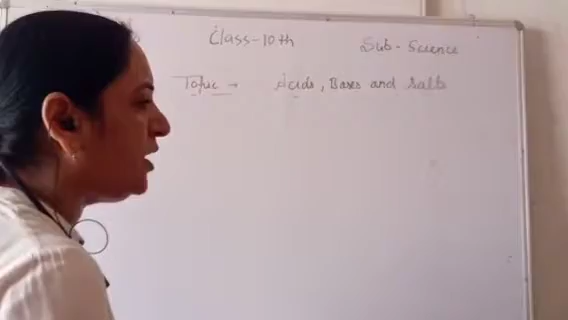 Class-10th Sub - Science
Topic - Acids, Bases and Salts